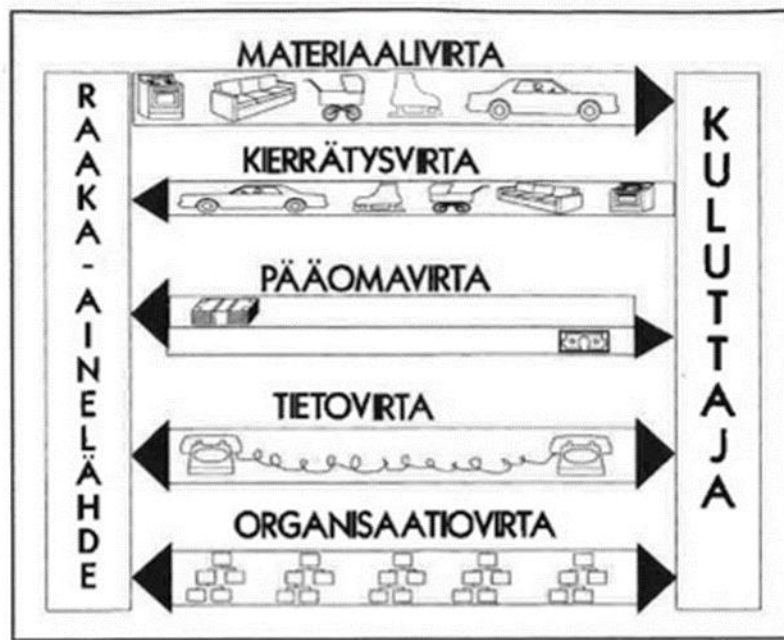 MATERIAALIVIRTA
RAAKA-AINELÄHDE
KULUTTAJA
KIERRÄTYSVIRTA
PÄÄOMAVIRTA
TIETOVIRTA
ORGANISAATIOVIRTA